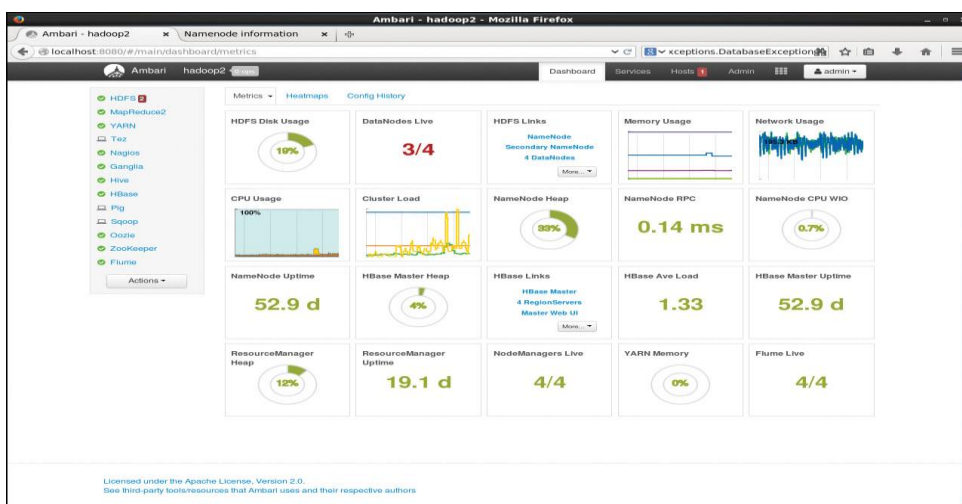 Ambari - hadoop2 - Mozilla Firefox
Ambari - hadoop2 × Namenode information ×
localhost:8080/#/main/dashboard/metrics
xceptions.DatabaseException
Ambari hadoop2 0 ops Dashboard Services Hosts 1 Admin admin
HDFS 2
MapReduce2
YARN
Tez
Nagios
Ganglia
Hive
HBase
Pig
Sqoop
Oozie
ZooKeeper
Flume
Actions
Metrics Heatmaps Config History
HDFS Disk Usage
19%
DataNodes Live
3/4
HDFS Links
NameNode
Secondary NameNode
4 DataNodes
More...
Memory Usage
Network Usage
CPU Usage
100%
Cluster Load
NameNode Heap
33%
NameNode RPC
0.14 ms
NameNode CPU WIO
0.7%
NameNode Uptime
52.9 d
HBase Master Heap
4%
HBase Links
HBase Master
4 RegionServers
Master Web UI
More...
HBase Ave Load
1.33
HBase Master Uptime
52.9 d
ResourceManager
Heap
12%
ResourceManager
Uptime
19.1 d
NodeManagers Live
4/4
YARN Memory
0%
Flume Live
4/4
Licensed under the Apache License, Version 2.0.
See third-party tools/resources that Ambari uses and their respective authors